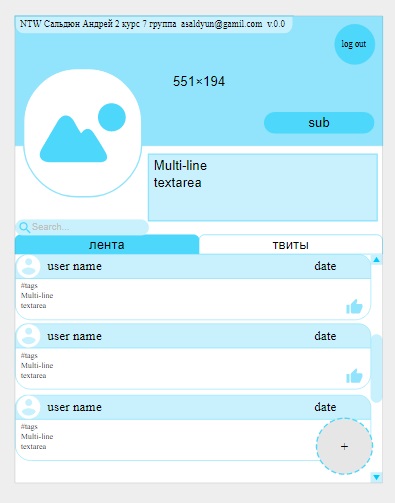 NTW Сальдюн Андрей 2 курс 7 группа asaldyun@gamil.com v.0.0
log out
551×194
sub
Multi-line
textarea
Search...
лента
твиты
user name date
#tags
Multi-line
textarea
user name date
#tags
Multi-line
textarea
user name date
#tags
Multi-line
textarea
+